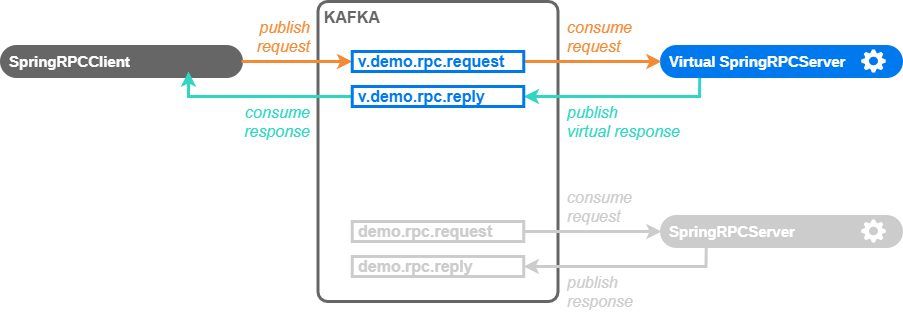 KAFKA
publish
request
consume
request
SpringRPCClient
v.demo.rpc.request
Virtual SpringRPCServer
v.demo.rpc.reply
consume
response
publish
virtual response
consume
request
demo.rpc.request
SpringRPCServer
demo.rpc.reply
publish
response